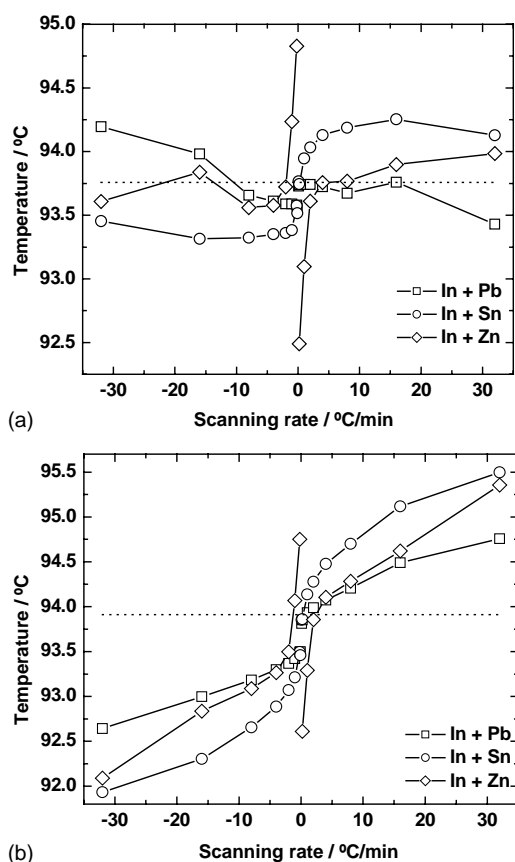 95.0
94.5
94.0
93.5
93.0
92.5
Temperature / ºC
In + Pb
In + Sn
In + Zn
-30 -20 -10 0 10 20 30
(a)
Scanning rate / ºC/min
95.5
95.0
94.5
94.0
93.5
93.0
92.5
92.0
Temperature / ºC
In + Pb
In + Sn
In + Zn
-30 -20 -10 0 10 20 30
(b)
Scanning rate / ºC/min